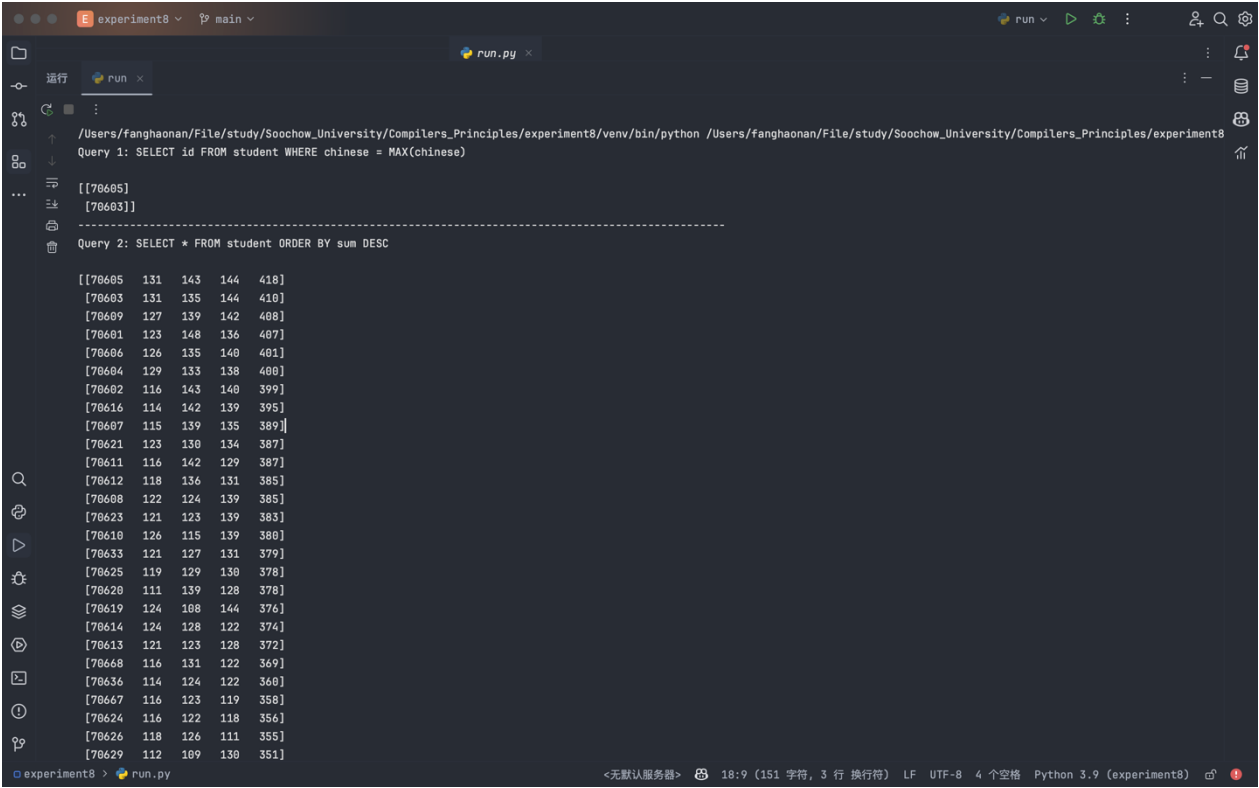 E experiment8 main run
run.py
运行 run
/Users/fanghaonan/File/study/Soochow_University/Compilers_Principles/experiment8/venv/bin/python /Users/fanghaonan/File/study/Soochow_University/Compilers_Principles/experiment8
Query 1: SELECT id FROM student WHERE chinese = MAX(chinese)
[[70605]
[70603]]
----------------------------------------------------------------------------------------------------
Query 2: SELECT * FROM student ORDER BY sum DESC
[[70605 131 143 144 418]
[70603 131 135 144 410]
[70609 127 139 142 408]
[70601 123 148 136 407]
[70606 126 135 140 401]
[70604 129 133 138 400]
[70602 116 143 140 399]
[70616 114 142 139 395]
[70607 115 139 135 389]
[70621 123 130 134 387]
[70611 116 142 129 387]
[70612 118 136 131 385]
[70608 122 124 139 385]
[70623 121 123 139 383]
[70610 126 115 139 380]
[70633 121 127 131 379]
[70625 119 129 130 378]
[70620 111 139 128 378]
[70619 124 108 144 376]
[70614 124 128 122 374]
[70613 121 123 128 372]
[70668 116 131 122 369]
[70636 114 124 122 360]
[70667 116 123 119 358]
[70624 116 122 118 356]
[70626 118 126 111 355]
[70629 112 109 130 351]
experiment8 > run.py <无默认服务器> 18:9 (151 字符, 3 行 换行符) LF UTF-8 4 个空格 Python 3.9 (experiment8)